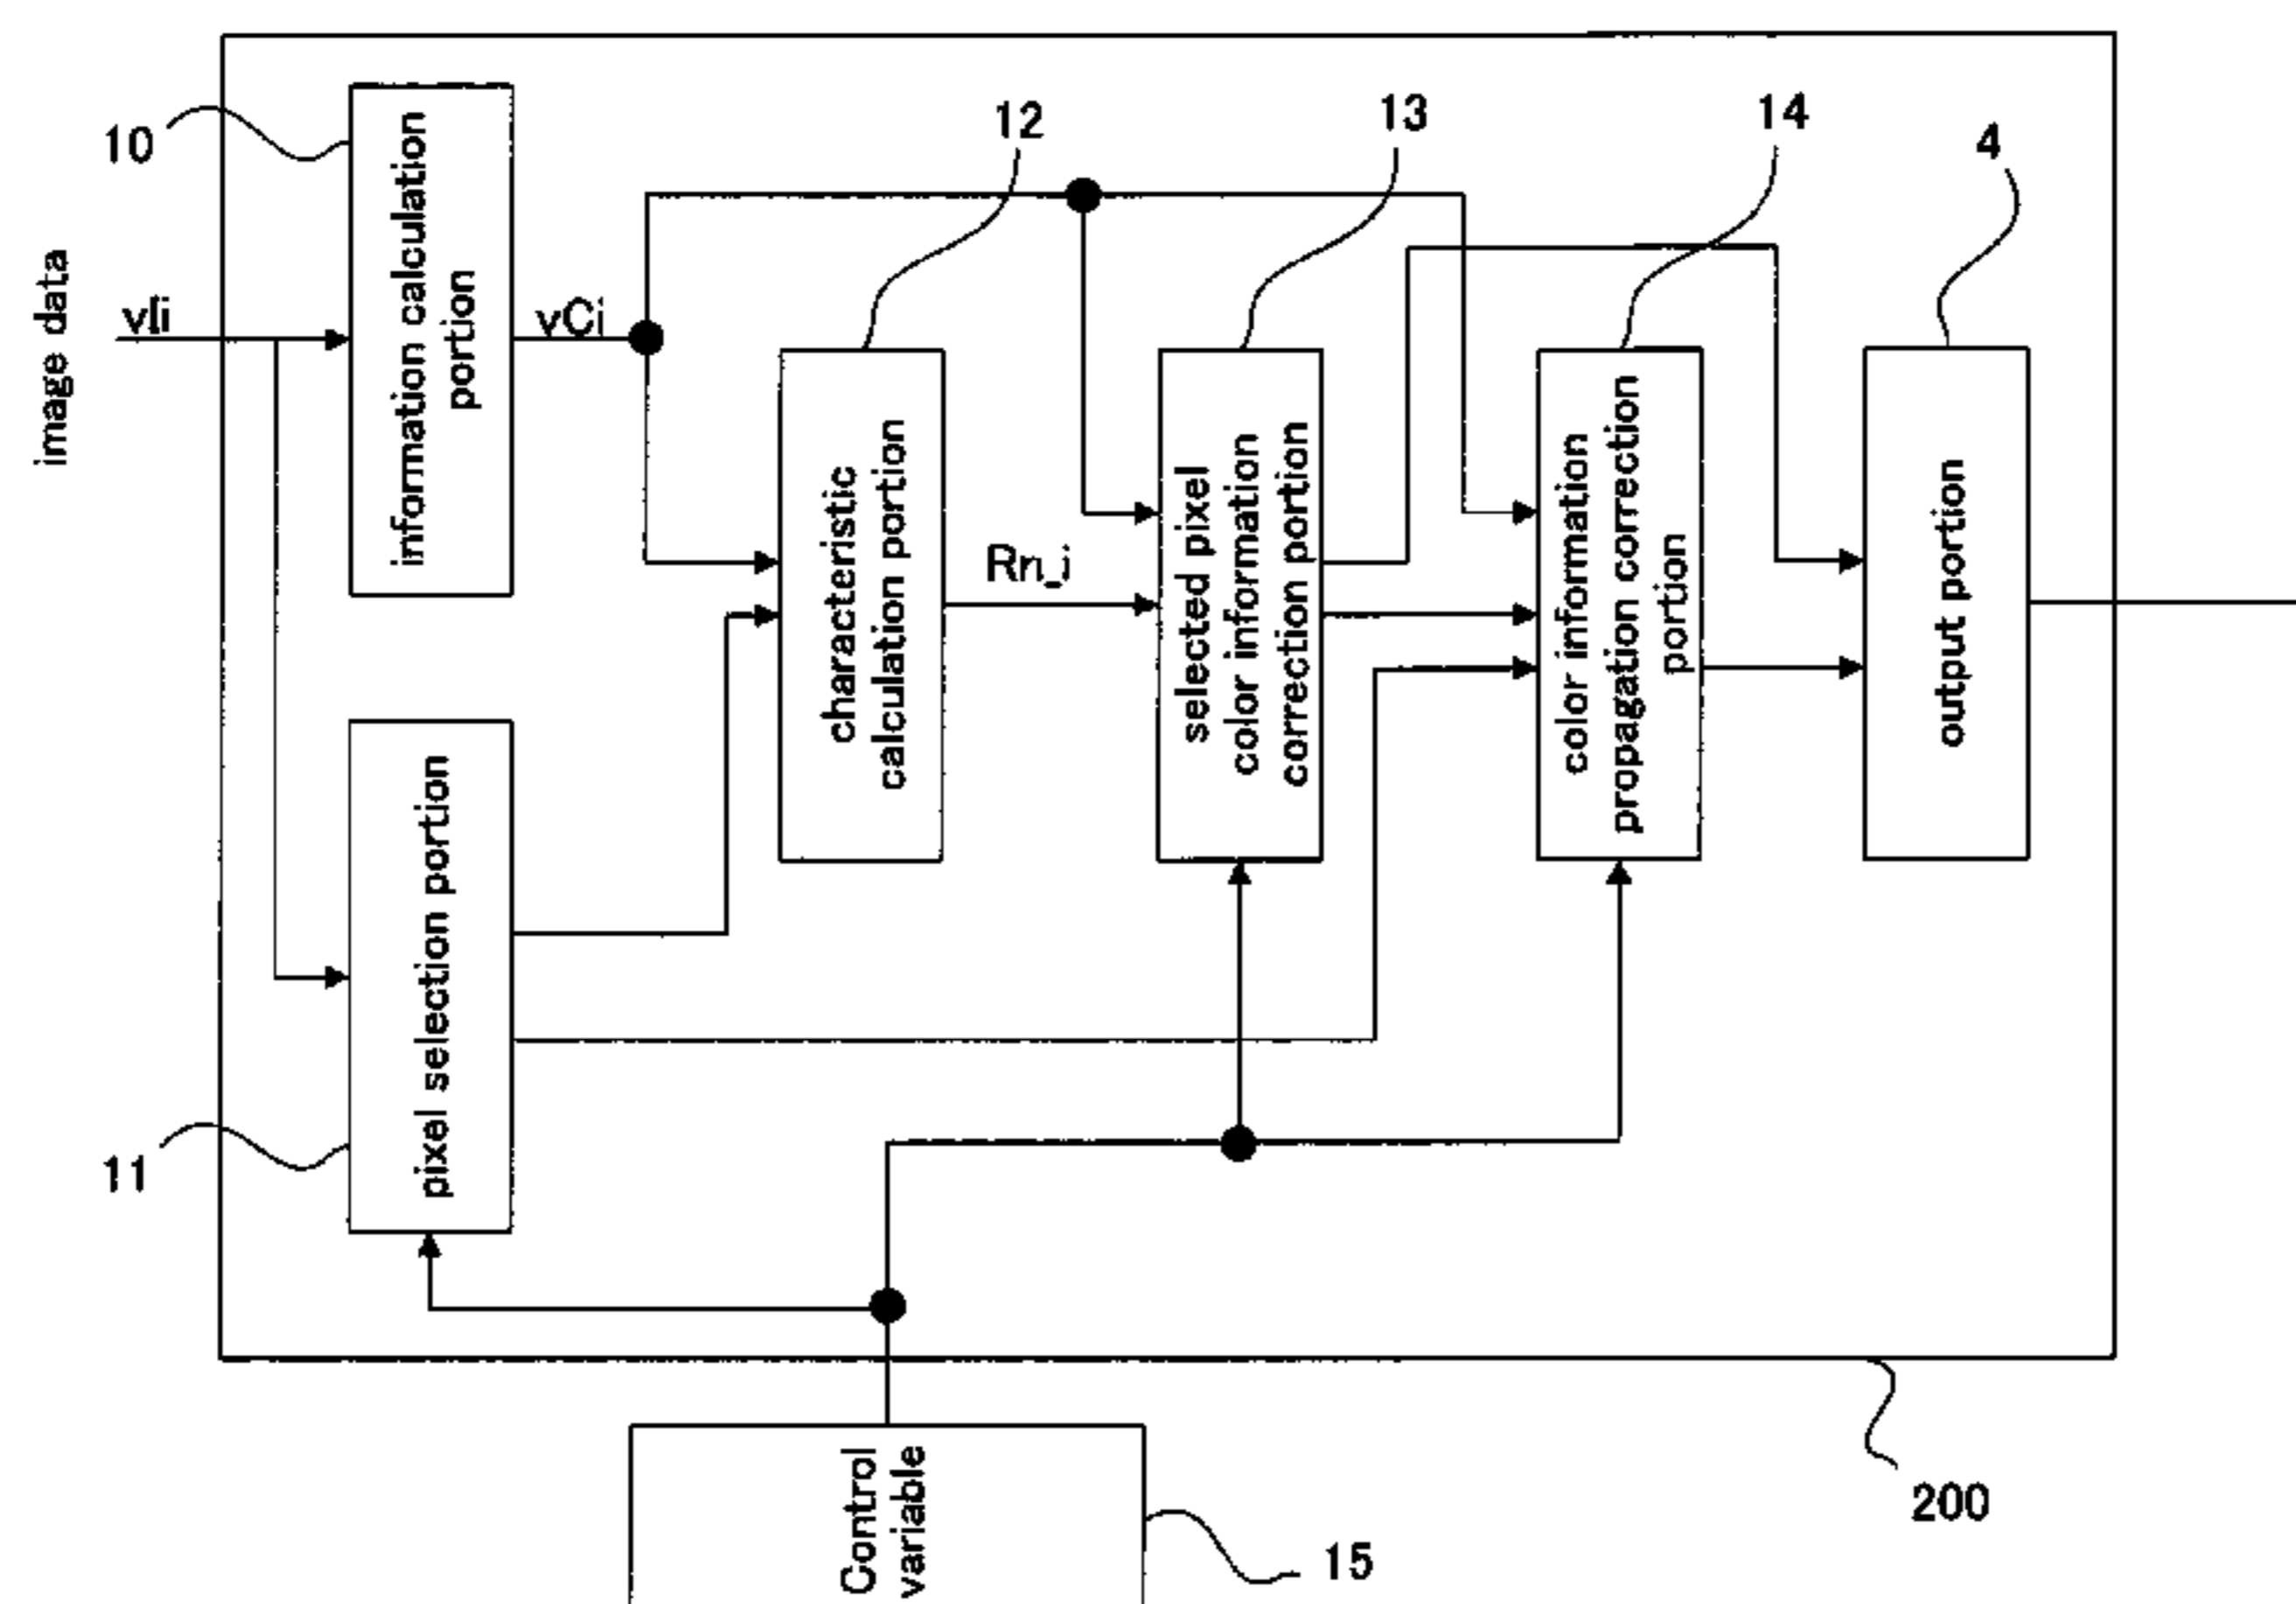 10
12
13
14
4
image data
vIi
information calculation
portion
vCi
characteristic
calculation portion
Rn_i
selected pixel
color information
correction portion
color information
propagation correction
portion
output portion
pixel selection portion
11
200
Control
variable
15